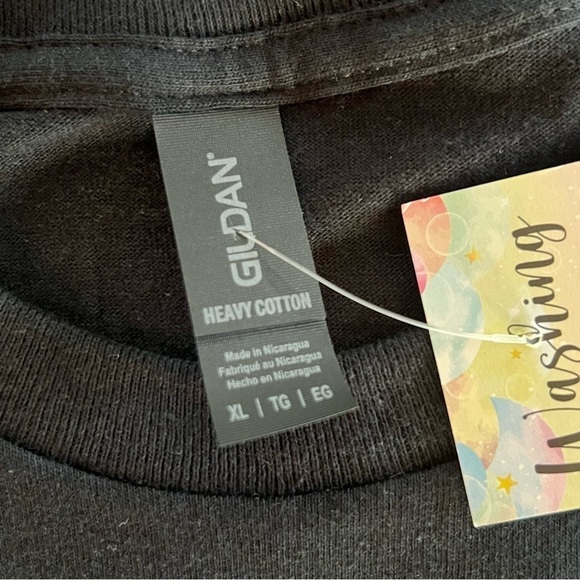 GILDAN®
HEAVY COTTON
Made in Nicaragua
Fabriqué au Nicaragua
Hecho en Nicaragua
XL | TG | EG
Washing